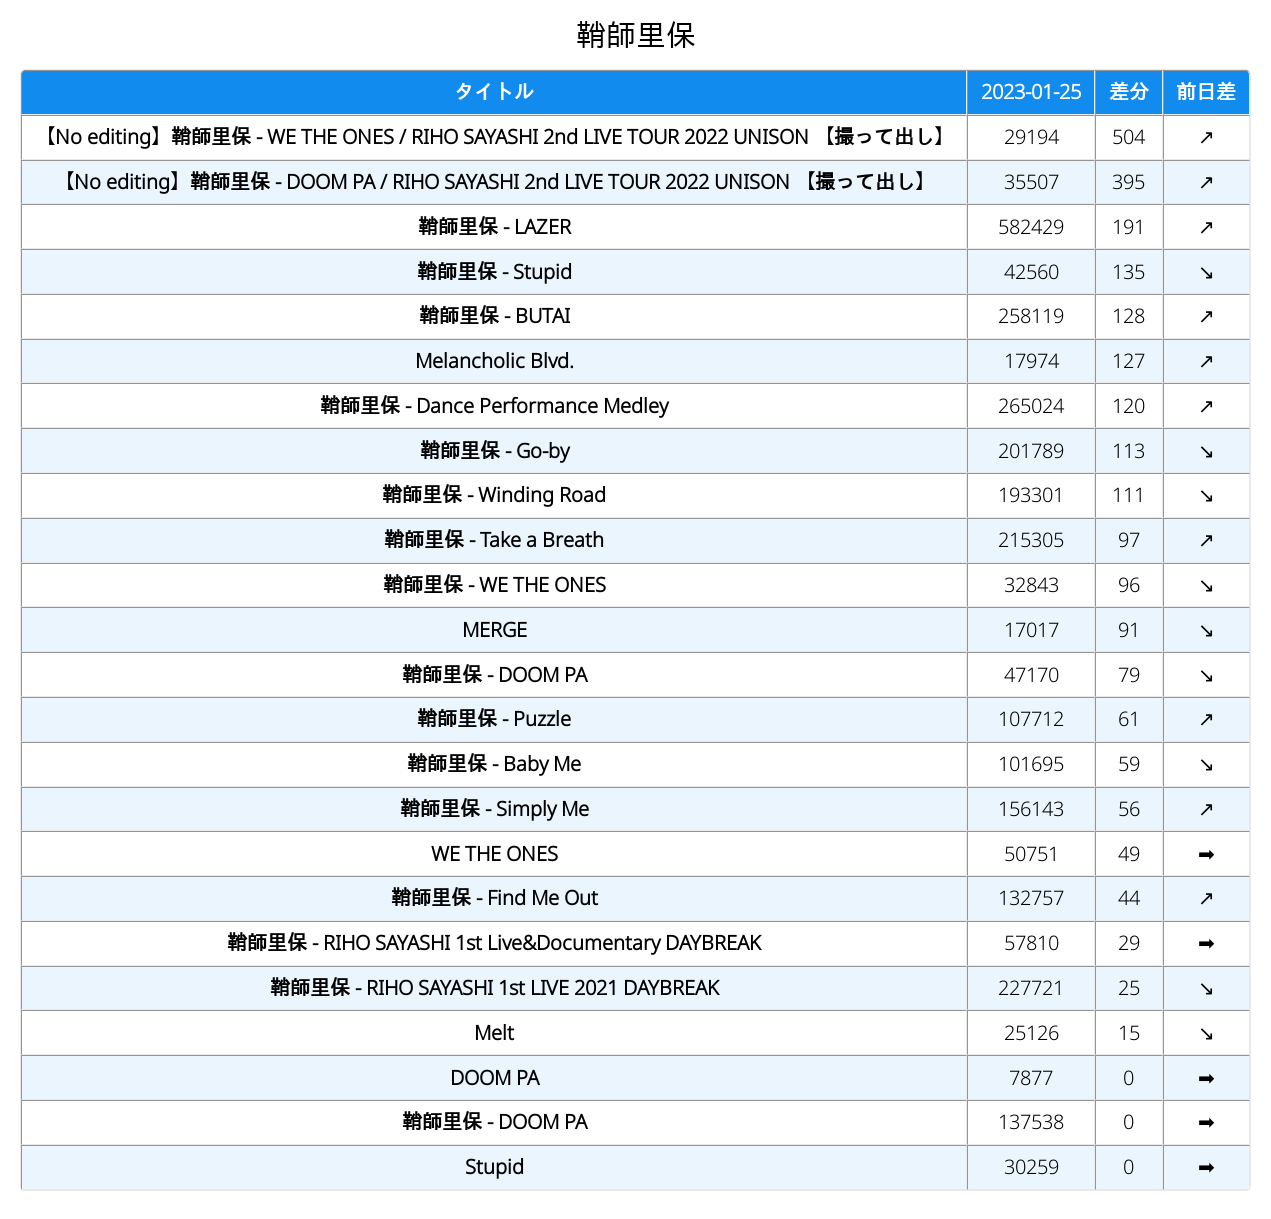 鞘師里保
タイトル 2023-01-25 差分 前日差
【No editing】鞘師里保 - WE THE ONES / RIHO SAYASHI 2nd LIVE TOUR 2022 UNISON 【撮って出し】 29194 504 ↗
【No editing】鞘師里保 - DOOM PA / RIHO SAYASHI 2nd LIVE TOUR 2022 UNISON 【撮って出し】 35507 395 ↗
鞘師里保 - LAZER 582429 191 ↗
鞘師里保 - Stupid 42560 135 ↘
鞘師里保 - BUTAI 258119 128 ↗
Melancholic Blvd. 17974 127 ↗
鞘師里保 - Dance Performance Medley 265024 120 ↗
鞘師里保 - Go-by 201789 113 ↘
鞘師里保 - Winding Road 193301 111 ↘
鞘師里保 - Take a Breath 215305 97 ↗
鞘師里保 - WE THE ONES 32843 96 ↘
MERGE 17017 91 ↘
鞘師里保 - DOOM PA 47170 79 ↘
鞘師里保 - Puzzle 107712 61 ↗
鞘師里保 - Baby Me 101695 59 ↘
鞘師里保 - Simply Me 156143 56 ↗
WE THE ONES 50751 49 ➡
鞘師里保 - Find Me Out 132757 44 ↗
鞘師里保 - RIHO SAYASHI 1st Live&Documentary DAYBREAK 57810 29 ➡
鞘師里保 - RIHO SAYASHI 1st LIVE 2021 DAYBREAK 227721 25 ↘
Melt 25126 15 ↘
DOOM PA 7877 0 ➡
鞘師里保 - DOOM PA 137538 0 ➡
Stupid 30259 0 ➡